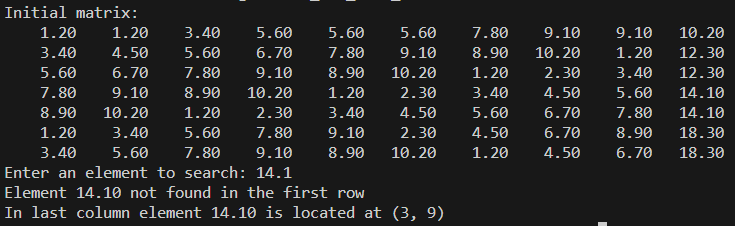 Initial matrix:
1.20 1.20 3.40 5.60 5.60 5.60 7.80 9.10 9.10 10.20
3.40 4.50 5.60 6.70 7.80 9.10 8.90 10.20 1.20 12.30
5.60 6.70 7.80 9.10 8.90 10.20 1.20 2.30 3.40 12.30
7.80 9.10 8.90 10.20 1.20 2.30 3.40 4.50 5.60 14.10
8.90 10.20 1.20 2.30 3.40 4.50 5.60 6.70 7.80 14.10
1.20 3.40 5.60 7.80 9.10 2.30 4.50 6.70 8.90 18.30
3.40 5.60 7.80 9.10 8.90 10.20 1.20 4.50 6.70 18.30
Enter an element to search: 14.1
Element 14.10 not found in the first row
In last column element 14.10 is located at (3, 9)